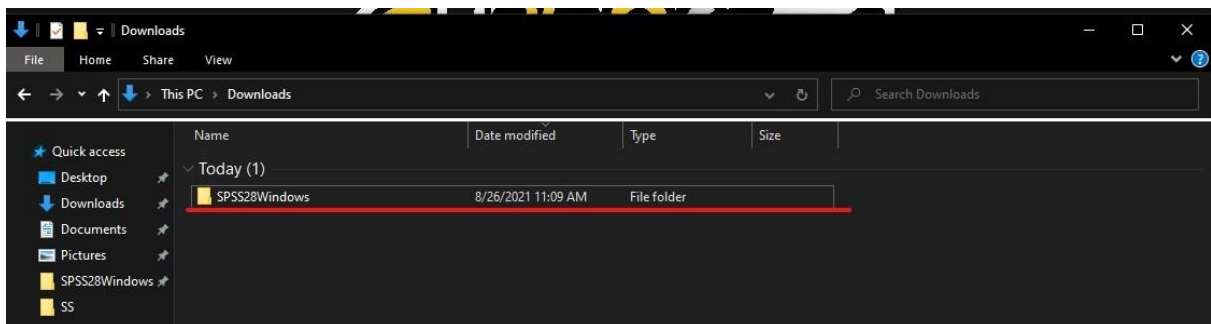 Downloads
File Home Share View
This PC > Downloads Search Downloads
Name Date modified Type Size
Quick access
Today (1)
Desktop
SPSS28Windows 8/26/2021 11:09 AM File folder
Downloads
Documents
Pictures
SPSS28Windows
SS